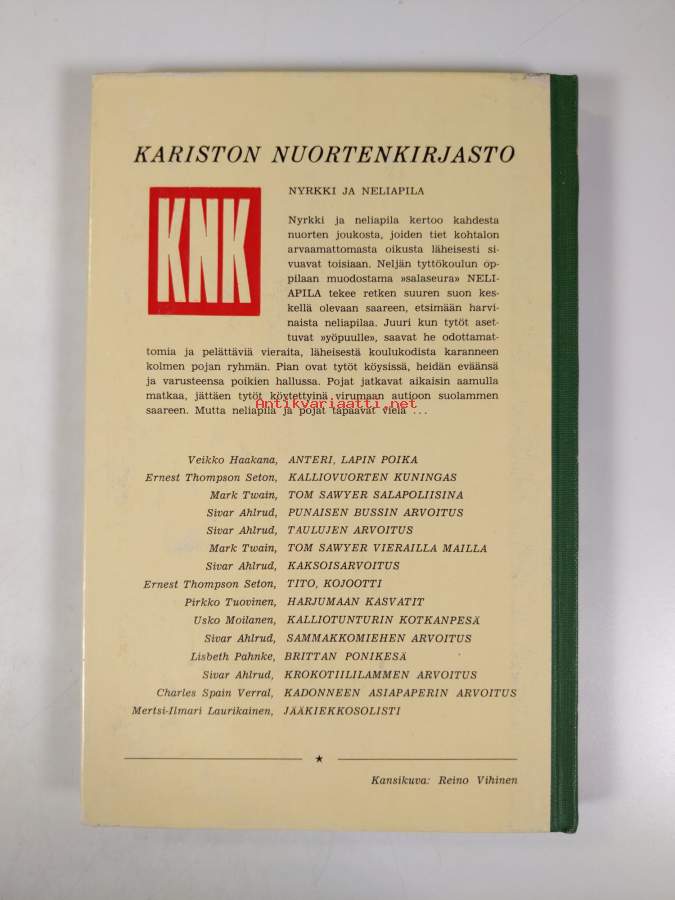 KARISTON NUORTENKIRJASTO
KNK
NYRKKI JA NELIAPILA
Nyrkki ja neliapila kertoo kahdesta
nuorten joukosta, joiden tiet kohtalon
arvaamattomasta oikusta läheisesti si-
vuavat toisiaan. Neljän tyttökoulun op-
pilaan muodostama »salaseura» NELI-
APILA tekee retken suuren suon kes-
kellä olevaan saareen, etsimään harvi-
naista neliapilaa. Juuri kun tytöt aset-
tuvat »yöpuulle», saavat he odottamat-
tomia ja pelättäviä vieraita, läheisestä koulukodista karanneen
kolmen pojan ryhmän. Pian ovat tytöt köysissä, heidän eväänsä
ja varusteensa poikien hallussa. Pojat jatkavat aikaisin aamulla
matkaa, jättäen tytöt köytettyinä virumaan autioon suolammen
saareen. Mutta neliapila ja pojat tapaavat vielä ...
Antikvariaatti.net
Veikko Haakana, ANTERI, LAPIN POIKA
Ernest Thompson Seton, KALLIOVUORTEN KUNINGAS
Mark Twain, TOM SAWYER SALAPOLIISINA
Sivar Ahlrud, PUNAISEN BUSSIN ARVOITUS
Sivar Ahlrud, TAULUJEN ARVOITUS
Mark Twain, TOM SAWYER VIERAILLA MAILLA
Sivar Ahlrud, KAKSOISARVOITUS
Ernest Thompson Seton, TITO, KOJOOTTI
Pirkko Tuovinen, HARJUMAAN KASVATIT
Usko Moilanen, KALLIOTUNTURIN KOTKANPESÄ
Sivar Ahlrud, SAMMAKKOMIEHEN ARVOITUS
Lisbeth Pahnke, BRITTAN PONIKESÄ
Sivar Ahlrud, KROKOTIILILAMMEN ARVOITUS
Charles Spain Verral, KADONNEEN ASIAPAPERIN ARVOITUS
Mertsi-Ilmari Laurikainen, JÄÄKIEKKOSOLISTI
Kansikuva: Reino Vihinen